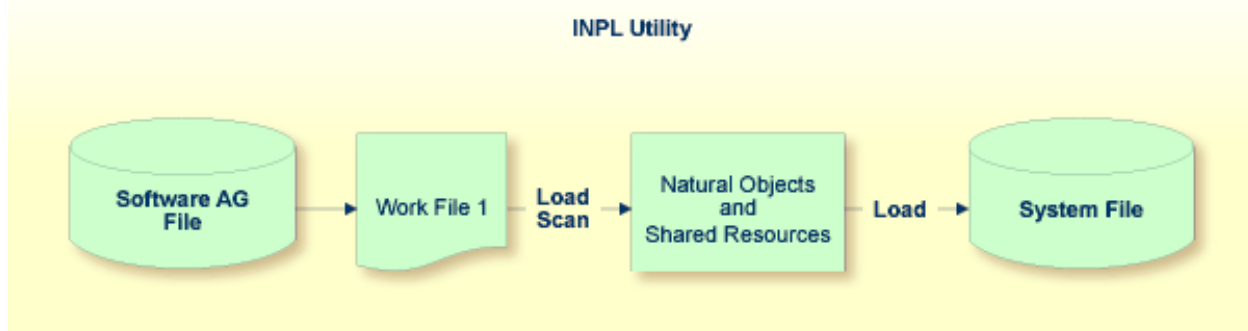 INPL Utility
Software AG
File
Work File 1
Load
Scan
Natural Objects
and
Shared Resources
Load
System File